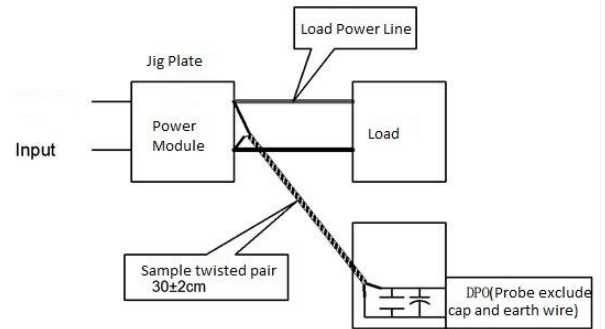 Load Power Line
Jig Plate
Power
Module
Load
Input
Sample twisted pair
30±2cm
DPO(Probe exclude
cap and earth wire)